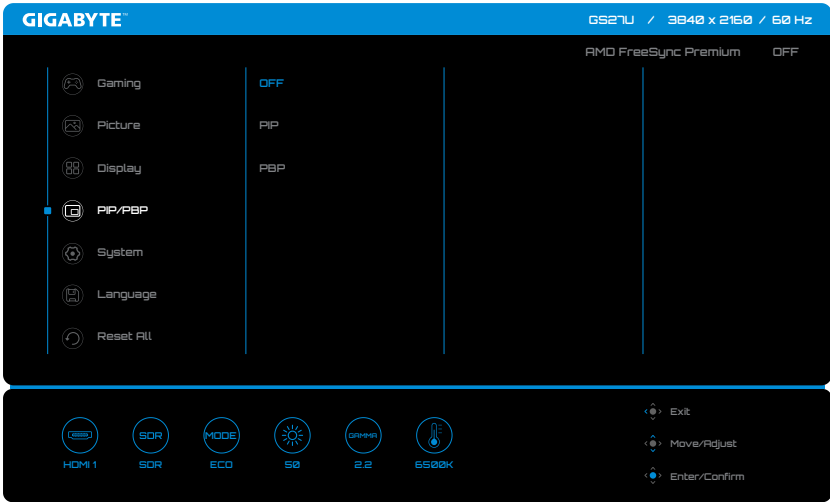 GIGABYTE™
GS27U / 3840 x 2160 / 60 Hz
AMD FreeSync Premium OFF
Gaming
Picture
Display
PIP/PBP
System
Language
Reset All
OFF
PIP
PBP
SDR
MODE
GAMMA
HDMI 1
SDR
ECO
50
2.2
6500K
Exit
Move/Adjust
Enter/Confirm